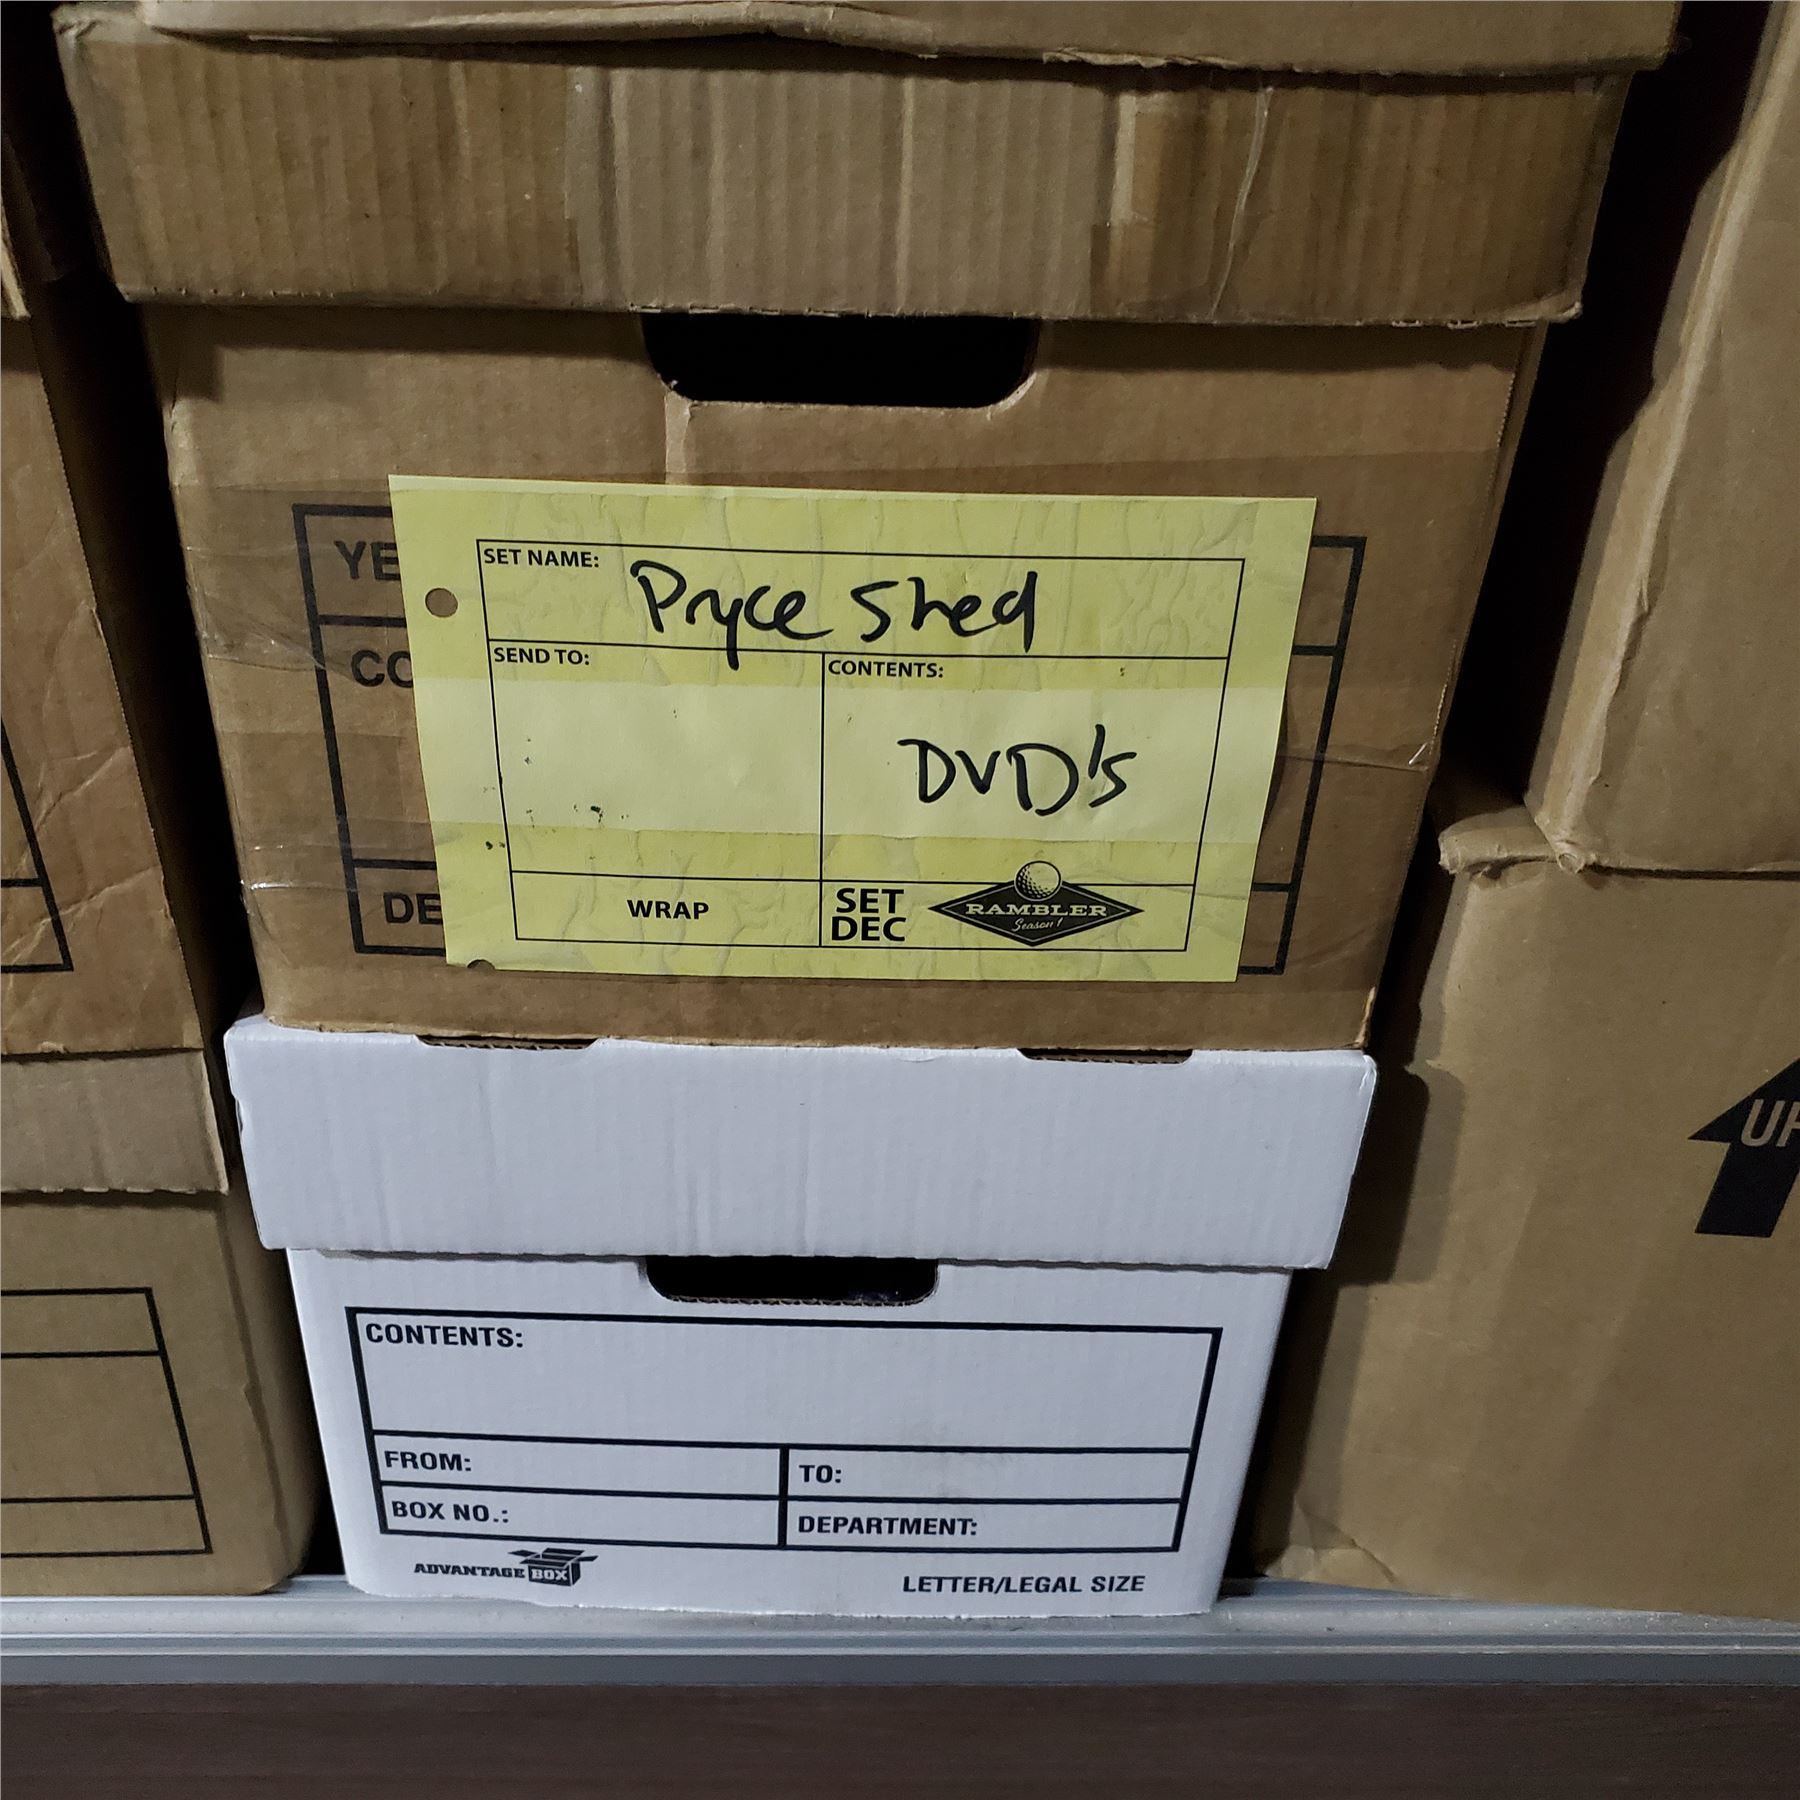 YE
CO
DE
SET NAME: Pryce Shed
SEND TO:
CONTENTS: DVD's
WRAP
SET DEC
RAMBLER
Season 1
UP
CONTENTS:
FROM:
TO:
BOX NO.:
DEPARTMENT:
ADVANTAGE BOX
LETTER/LEGAL SIZE